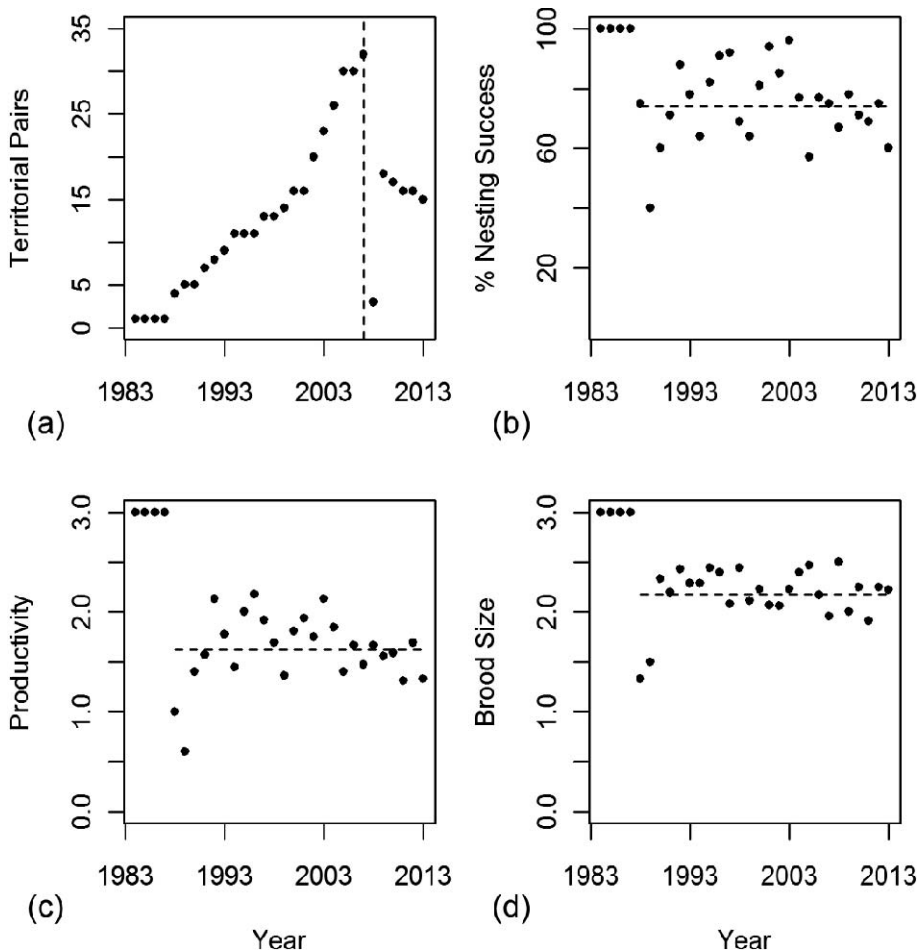 Territorial Pairs
35
25
15
5
0
1983 1993 2003 2013
(a)
% Nesting Success
100
60
20
1983 1993 2003 2013
(b)
Productivity
3.0
2.0
1.0
0.0
1983 1993 2003 2013
(c)
Year
Brood Size
3.0
2.0
1.0
0.0
1983 1993 2003 2013
(d)
Year